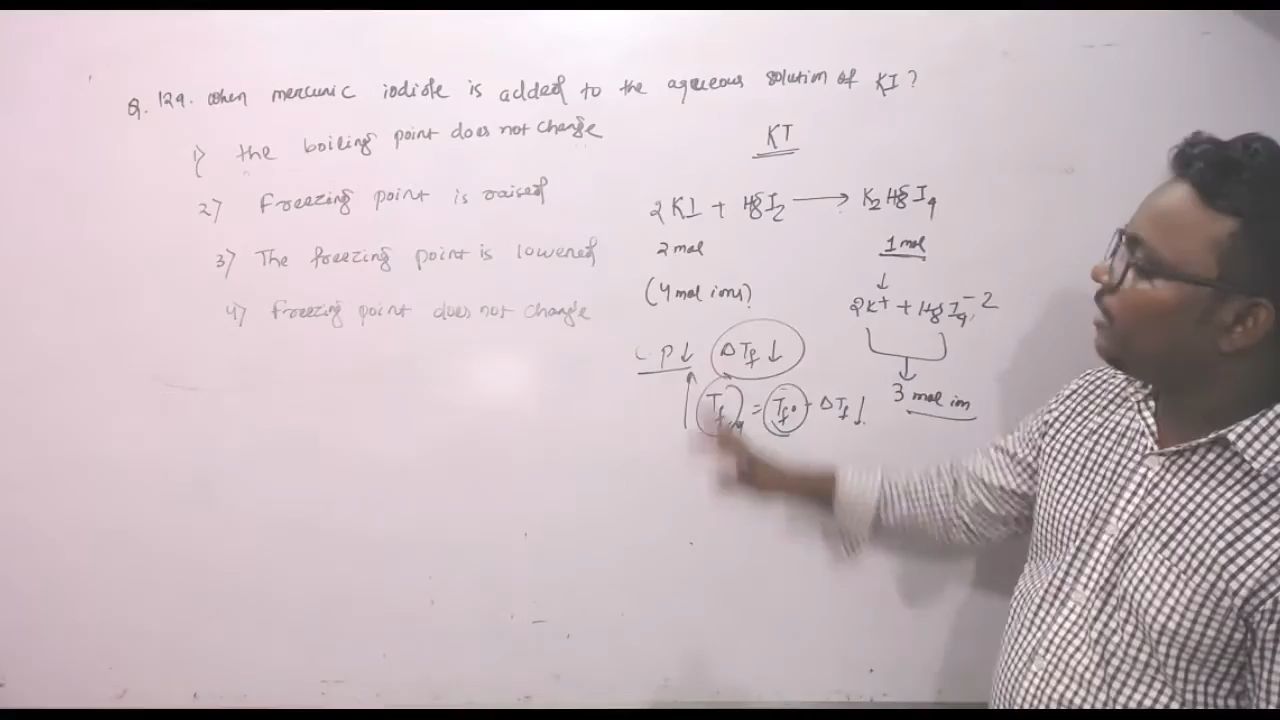 Q. 129. When mercuric iodide is added to the aqueous solution of KI?
1) the boiling point does not change
2) Freezing point is raised
3) The freezing point is lowered
4) freezing point does not change
KI
2KI + HgI2 → K2HgI4
2 mol 1 mol
(4 mol ions) ↓
2K+ + HgI4-2
C.P↓ ΔTf↓
3 mol ion
↑ Tf = Tf° - ΔTf↓